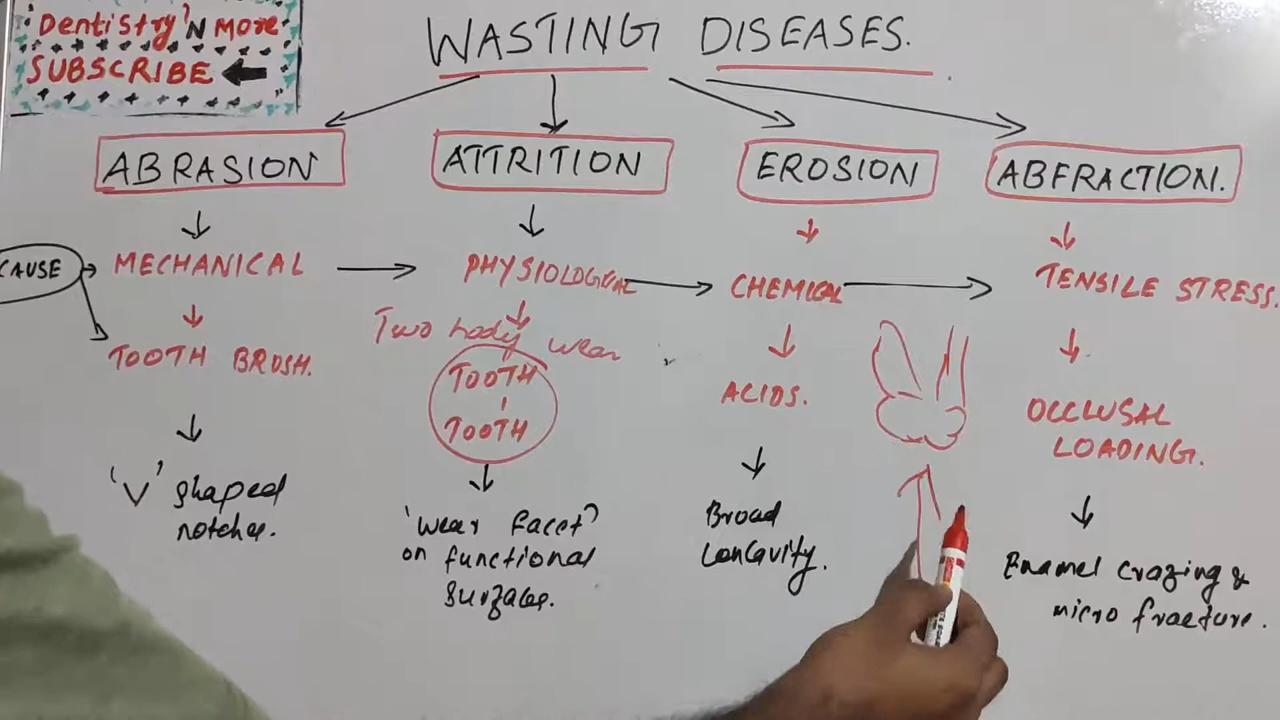 Dentistry'N More
SUBSCRIBE
WASTING DISEASES.
ABRASION
ATTRITION
EROSION
ABFRACTION.
CAUSE
MECHANICAL
PHYSIOLOGICAL
CHEMICAL
TENSILE STRESS.
TOOTH BRUSH.
Two body wear
TOOTH
TOOTH
ACIDS.
OCCLUSAL
LOADING.
'V' shaped
notches.
'wear facet'
on functional
surfaces.
Broad
Concavity.
Enamel crazing &
micro fracture.